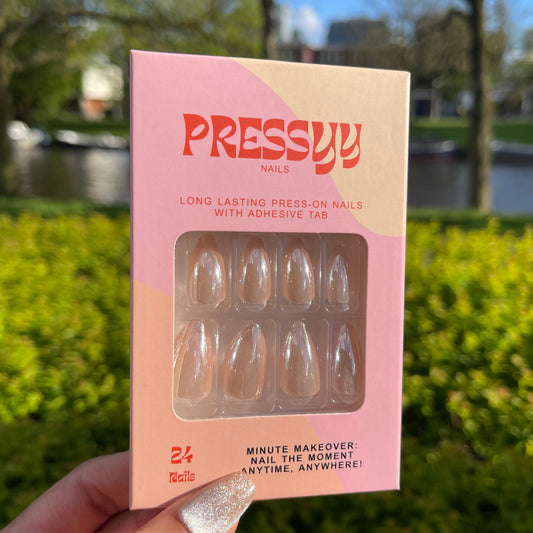 PRESSYY
NAILS
LONG LASTING PRESS-ON NAILS
WITH ADHESIVE TAB
24
Nails
MINUTE MAKEOVER:
NAIL THE MOMENT
ANYTIME, ANYWHERE!